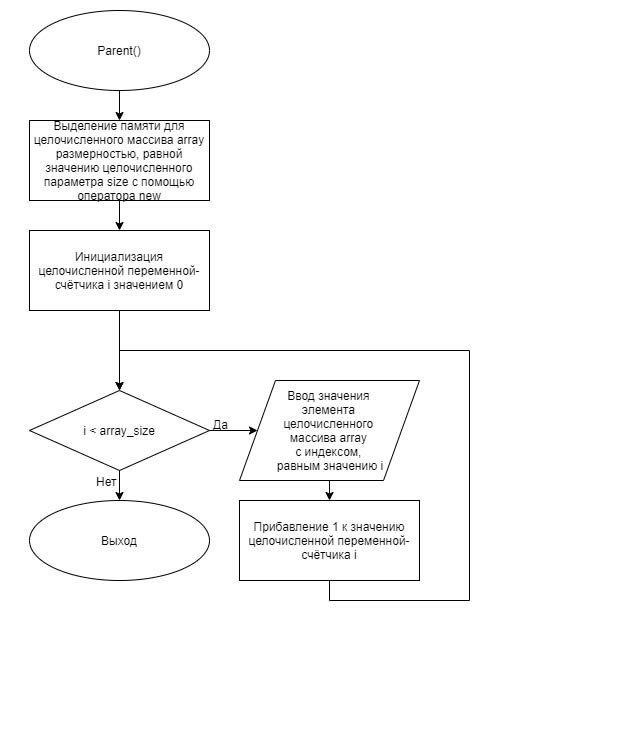 Parent()
Выделение памяти для
целочисленного массива array
размерностью, равной
значению целочисленного
параметра size с помощью
оператора new
Инициализация
целочисленной переменной-
счётчика i значением 0
i < array_size
Да
Ввод значения
элемента
целочисленного
массива array
с индексом,
равным значению i
Нет
Выход
Прибавление 1 к значению
целочисленной переменной-
счётчика i